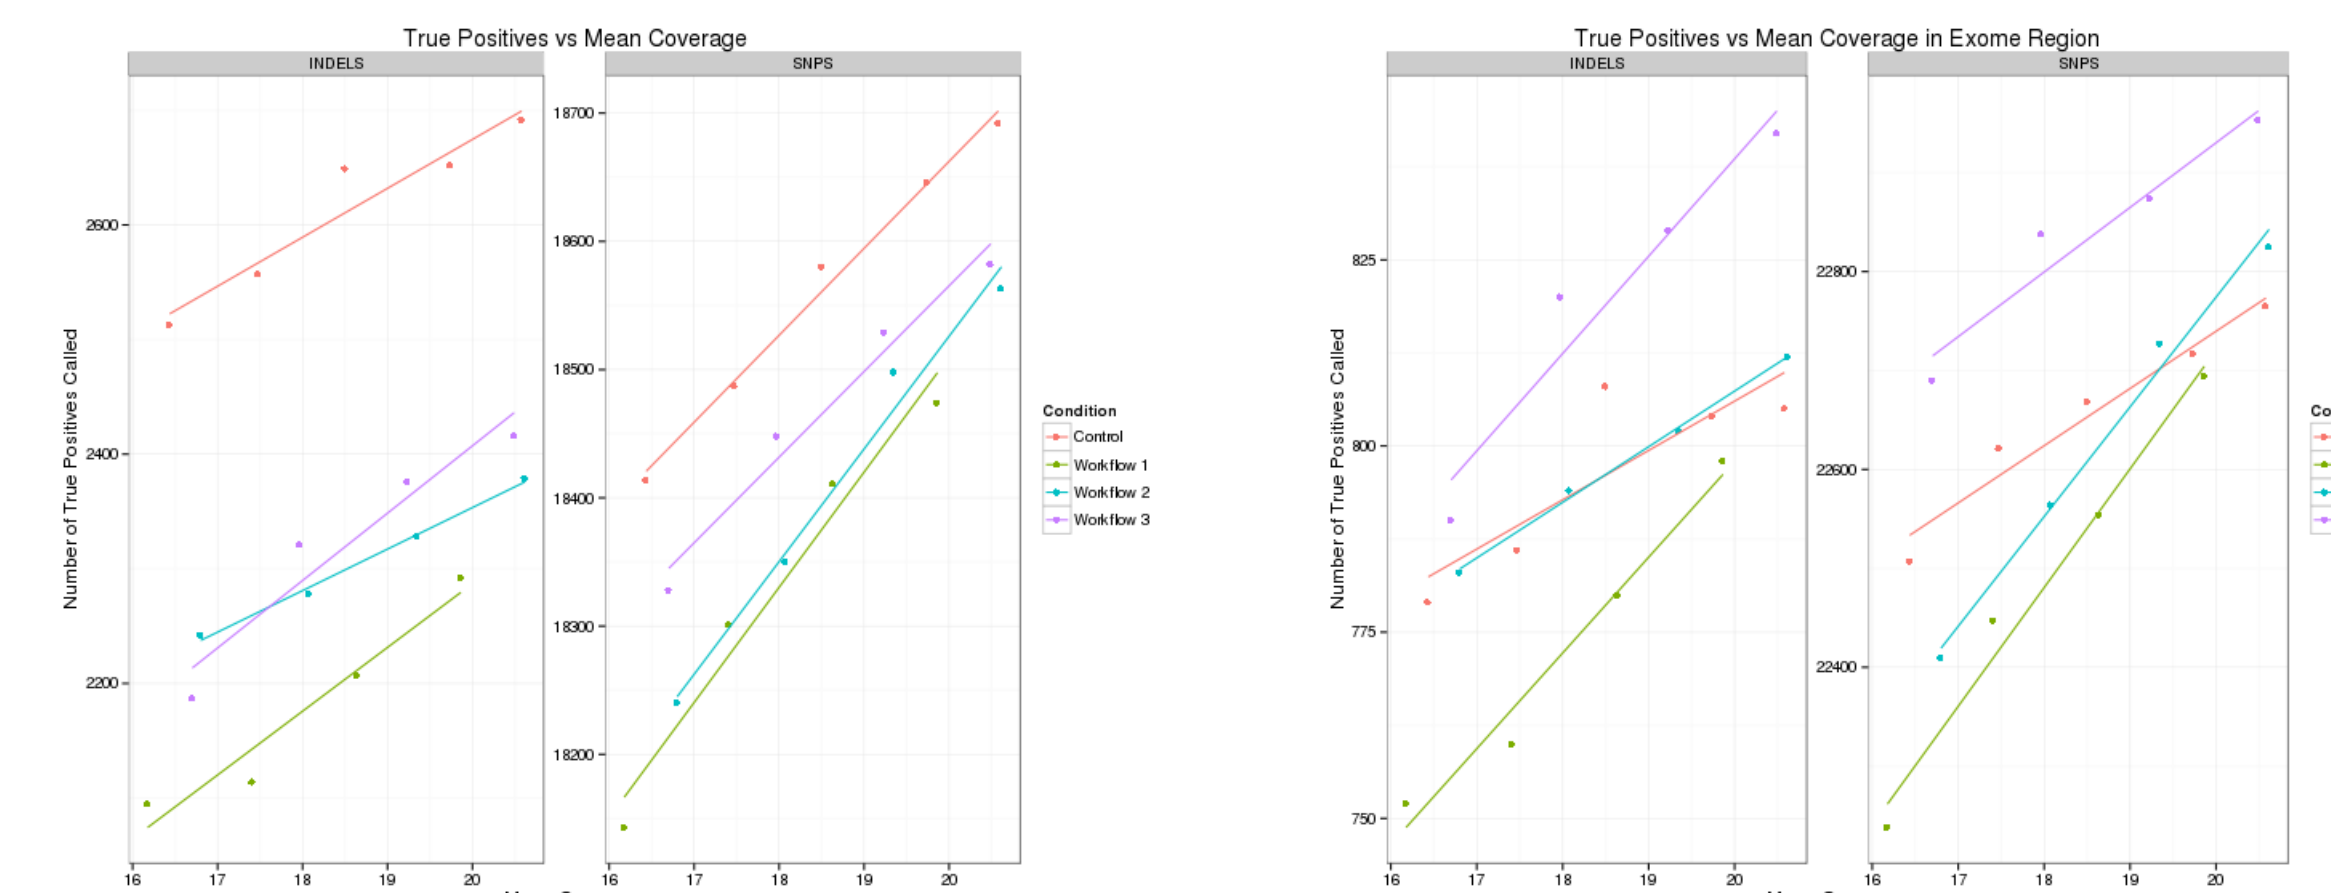 True Positives vs Mean Coverage
INDELS
SNPS
Number of True Positives Called
2600
2400
2200
18700
18600
18500
18400
18300
18200
16 17 18 19 20
16 17 18 19 20
Condition
Control
Workflow 1
Workflow 2
Workflow 3
True Positives vs Mean Coverage in Exome Region
INDELS
SNPS
Number of True Positives Called
825
800
775
750
22800
22600
22400
16 17 18 19 20
16 17 18 19 20
Co